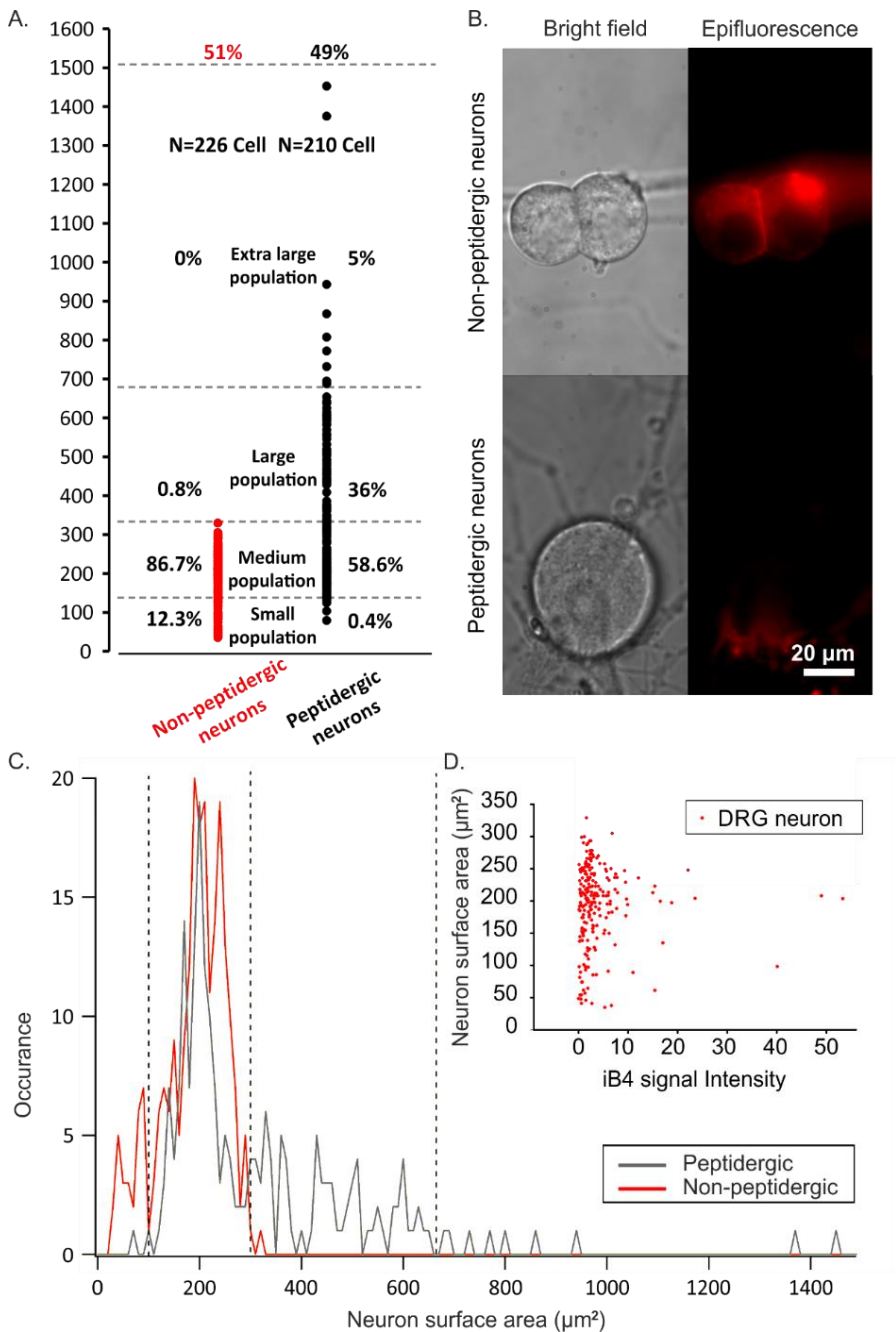 A.
1600
1500
1400
1300
1200
1100
1000
900
800
700
600
500
400
300
200
100
0
51% 49%
N=226 Cell N=210 Cell
0% Extra large 5%
population
Large
population
0.8% 36%
86.7% Medium 58.6%
population
12.3% Small 0.4%
population
Non-peptidergic
neurons
Peptidergic
neurons
B.
Bright field Epifluorescence
Non-peptidergic neurons
Peptidergic neurons
20 µm
C.
20
15
10
5
0
Occurance
0 200 400 600 800 1000 1200 1400
Neuron surface area (µm²)
Peptidergic
Non-peptidergic
D.
350
300
250
200
150
100
50
0
Neuron surface area (µm²)
DRG neuron
0 10 20 30 40 50
iB4 signal Intensity